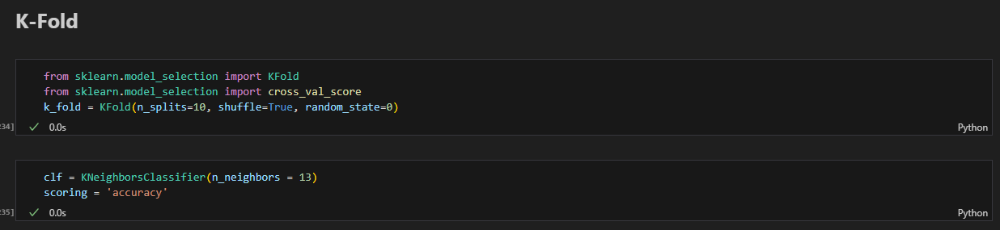 K-Fold
from sklearn.model_selection import KFold
from sklearn.model_selection import cross_val_score
k_fold = KFold(n_splits=10, shuffle=True, random_state=0)
34]
0.0s
Python
clf = KNeighborsClassifier(n_neighbors = 13)
scoring = 'accuracy'
35]
0.0s
Python